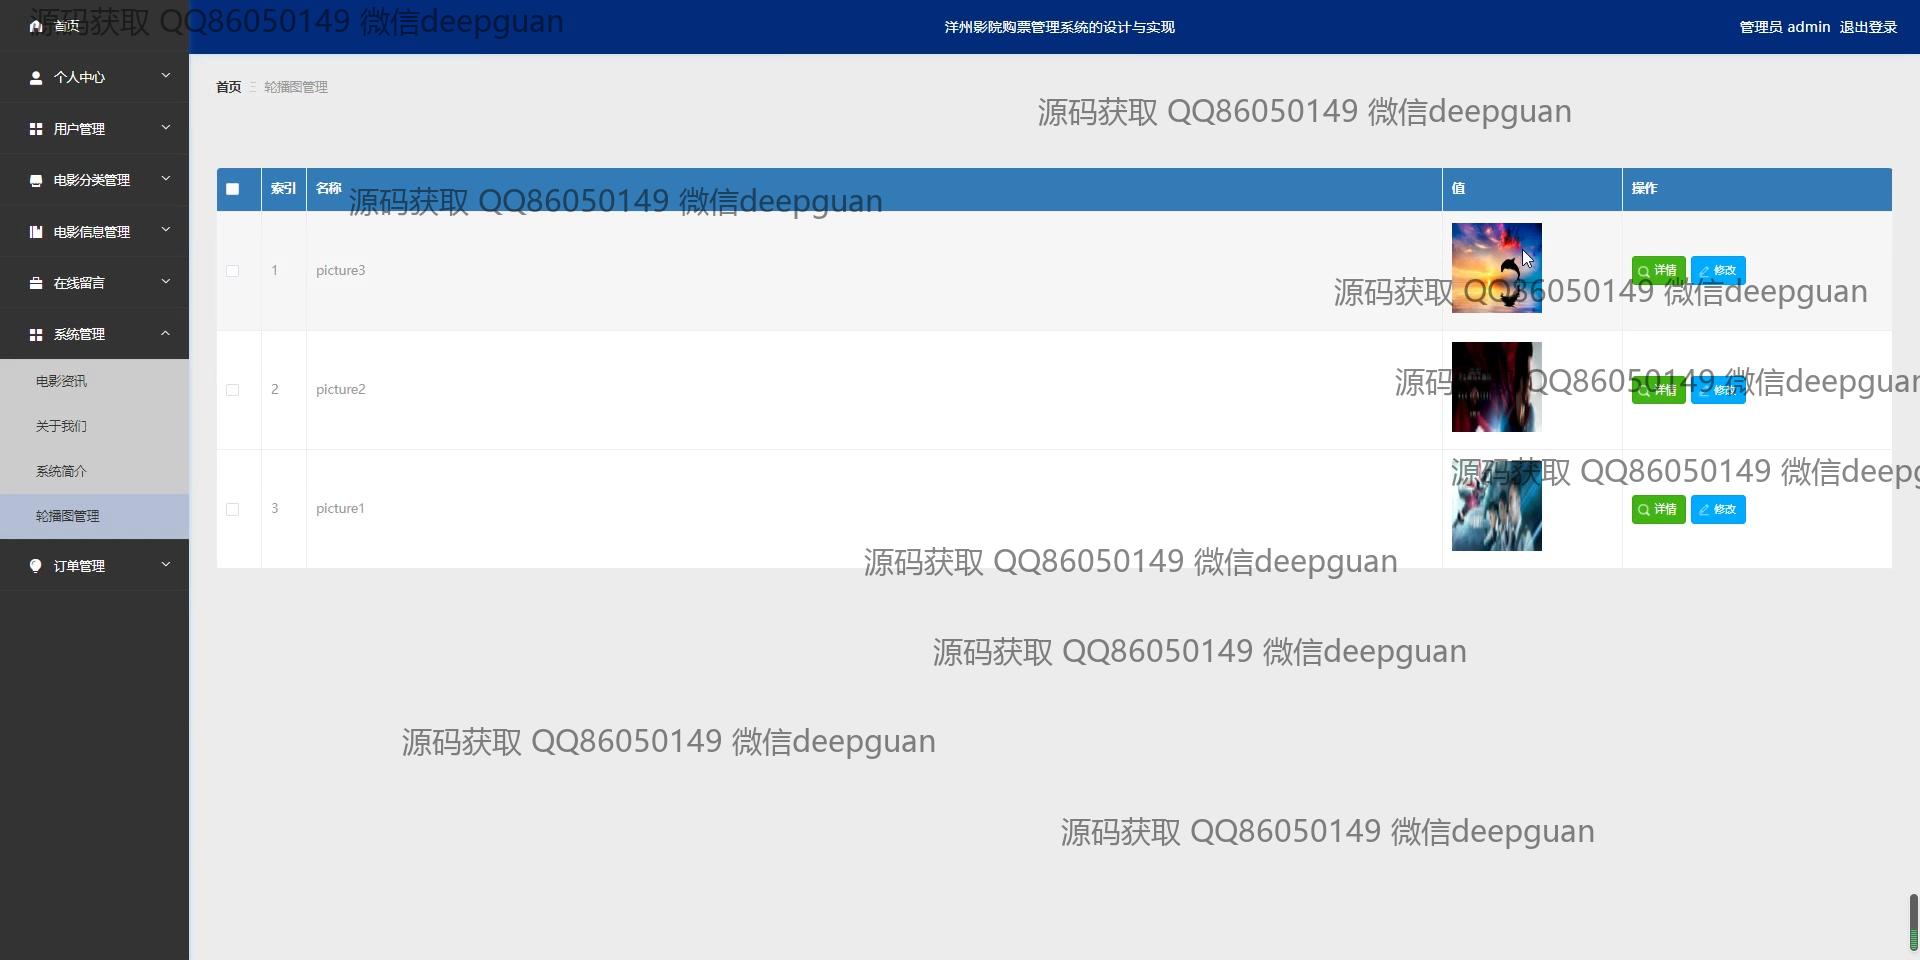 源码获取 QQ86050149 微信deepguan
首页
洋州影院购票管理系统的设计与实现
管理员 admin 退出登录
个人中心
用户管理
电影分类管理
电影信息管理
在线留言
系统管理
电影资讯
关于我们
系统简介
轮播图管理
订单管理
首页 轮播图管理
源码获取 QQ86050149 微信deepguan
索引 名称 值 操作
源码获取 QQ86050149 微信deepguan
1 picture3 详情 修改
源码获取 QQ86050149 微信deepguan
2 picture2 详情 修改
源码 QQ86050149 微信deepguan
源码获取 QQ86050149 微信deepg
3 picture1 详情 修改
源码获取 QQ86050149 微信deepguan
源码获取 QQ86050149 微信deepguan
源码获取 QQ86050149 微信deepguan
源码获取 QQ86050149 微信deepguan